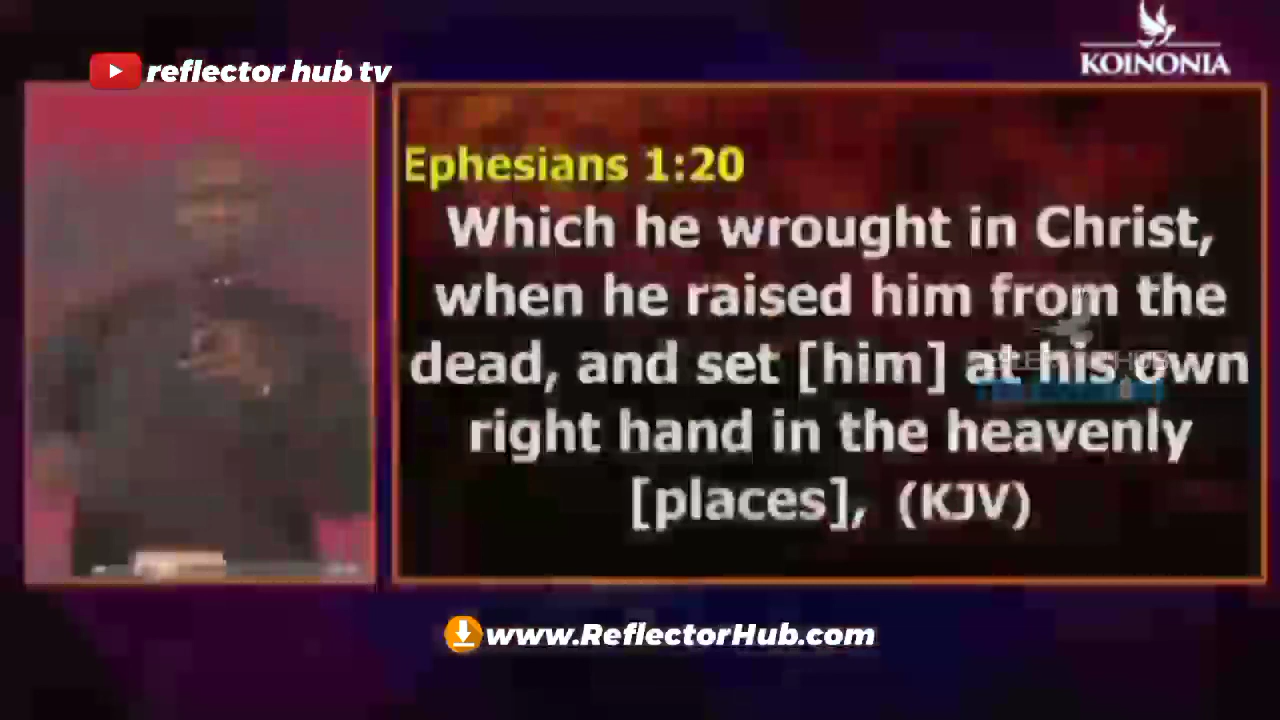 KOINONIA
reflector hub tv
Ephesians 1:20
Which he wrought in Christ,
when he raised him from the
dead, and set [him] at his own
right hand in the heavenly
[places], (KJV)
www.ReflectorHub.com